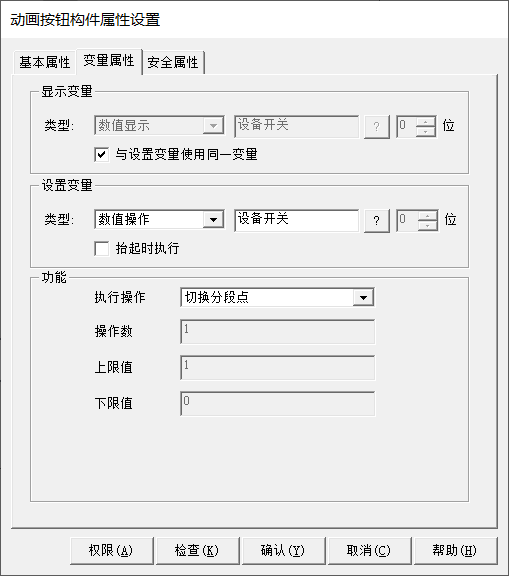 动画按钮构件属性设置
基本属性 变量属性 安全属性
显示变量
类型: 数值显示 设备开关 ? 0 位
与设置变量使用同一变量
设置变量
类型: 数值操作 设备开关 ? 0 位
抬起时执行
功能
执行操作 切换分段点
操作数 1
上限值 1
下限值 0
权限(A) 检查(K) 确认(Y) 取消(C) 帮助(H)